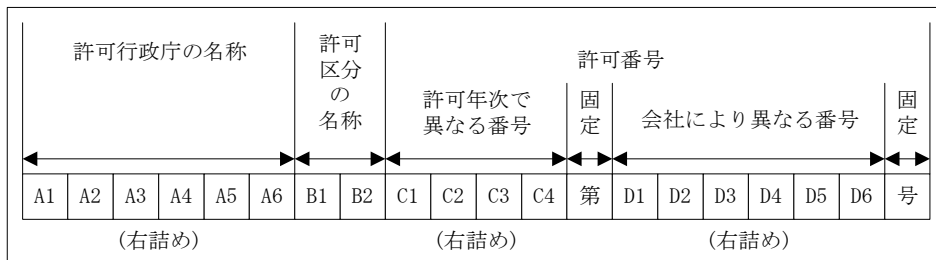 許可行政庁の名称
許可
区分
の
名称
許可番号
許可年次で
異なる番号
固
定
会社により異なる番号
固
定
A1 A2 A3 A4 A5 A6 B1 B2 C1 C2 C3 C4 第 D1 D2 D3 D4 D5 D6 号
(右詰め) (右詰め) (右詰め)